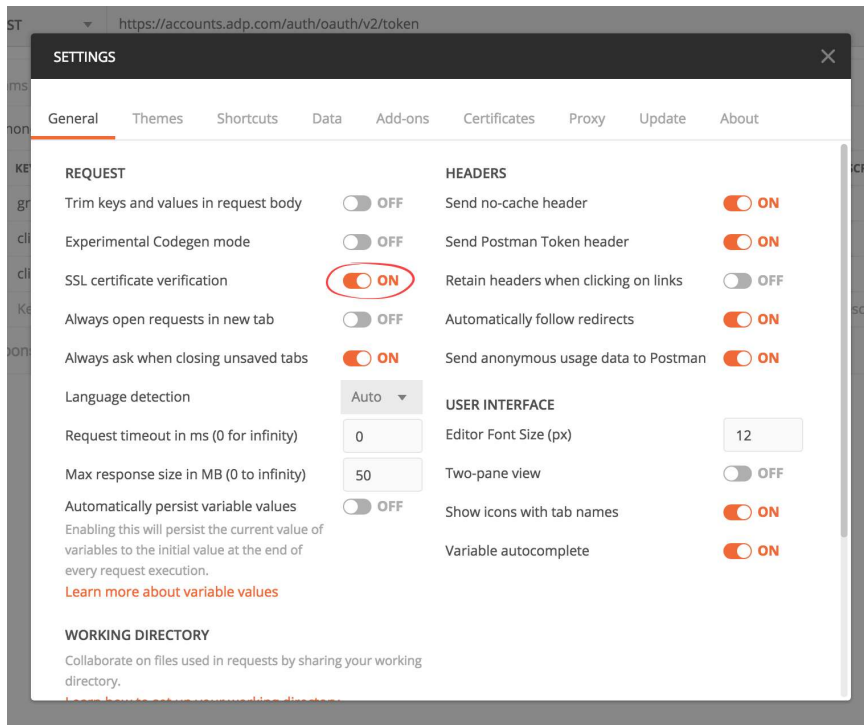 ST
https://accounts.adp.com/auth/oauth/v2/token
SETTINGS
General Themes Shortcuts Data Add-ons Certificates Proxy Update About
REQUEST
Trim keys and values in request body OFF
Experimental Codegen mode OFF
SSL certificate verification ON
Always open requests in new tab OFF
Always ask when closing unsaved tabs ON
Language detection Auto
Request timeout in ms (0 for infinity) 0
Max response size in MB (0 to infinity) 50
Automatically persist variable values OFF
Enabling this will persist the current value of
variables to the initial value at the end of
every request execution.
Learn more about variable values
WORKING DIRECTORY
Collaborate on files used in requests by sharing your working
directory.
Learn how to set up your working directory
HEADERS
Send no-cache header ON
Send Postman Token header ON
Retain headers when clicking on links OFF
Automatically follow redirects ON
Send anonymous usage data to Postman ON
USER INTERFACE
Editor Font Size (px) 12
Two-pane view OFF
Show icons with tab names ON
Variable autocomplete ON